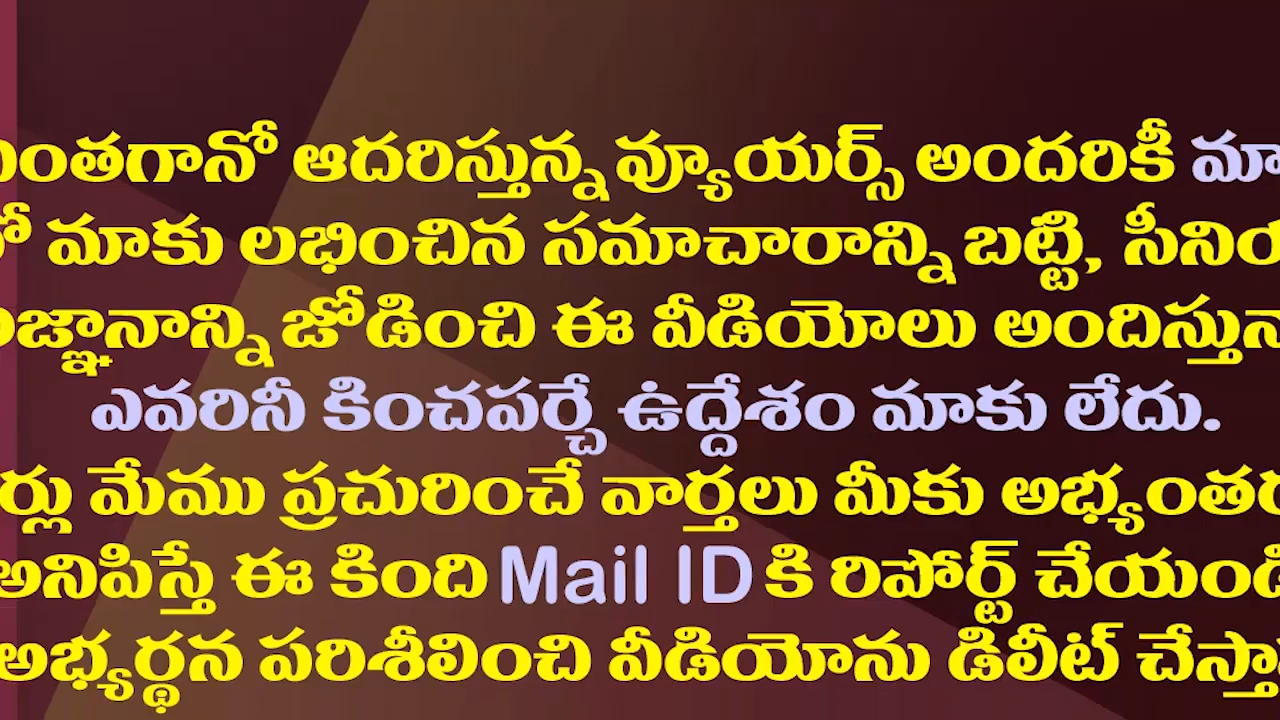 ఎంతగానో ఆదరిస్తున్న వ్యూయర్స్ అందరికీ మా
మాకు లభించిన సమాచారాన్ని బట్టి, సీనియ
ఈ వీడియోలు జోడించి అందిస్తున్నా
ఎవరినీ కించపర్చే ఉద్దేశం మాకు లేదు.
మేము ప్రచురించే వార్తలు మీకు అభ్యంతర
అనిపిస్తే ఈ కింది Mail ID కి రిపోర్ట్ చేయండి
అభ్యర్థన పరిశీలించి వీడియోను డిలీట్ చేస్తా